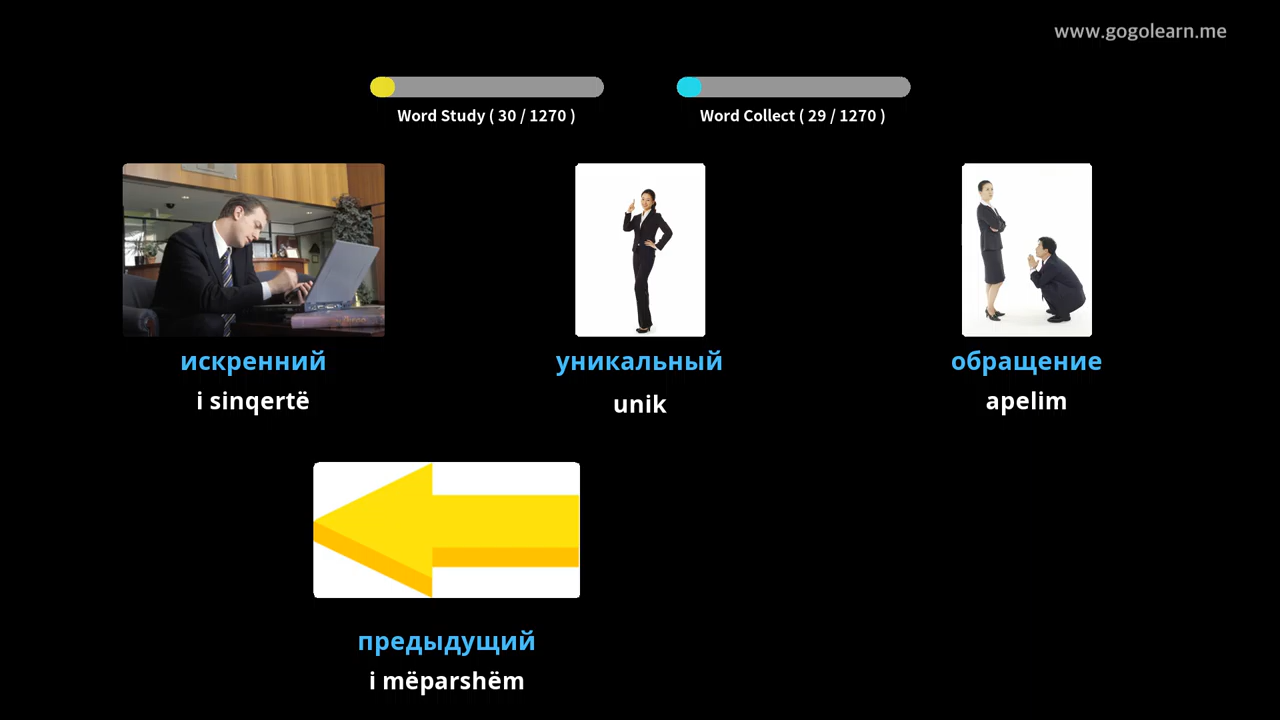 www.gogolearn.me
Word Study ( 30 / 1270 )
Word Collect ( 29 / 1270 )
искренний
i sinqertë
уникальный
unik
обращение
apelim
предыдущий
i mëparshëm